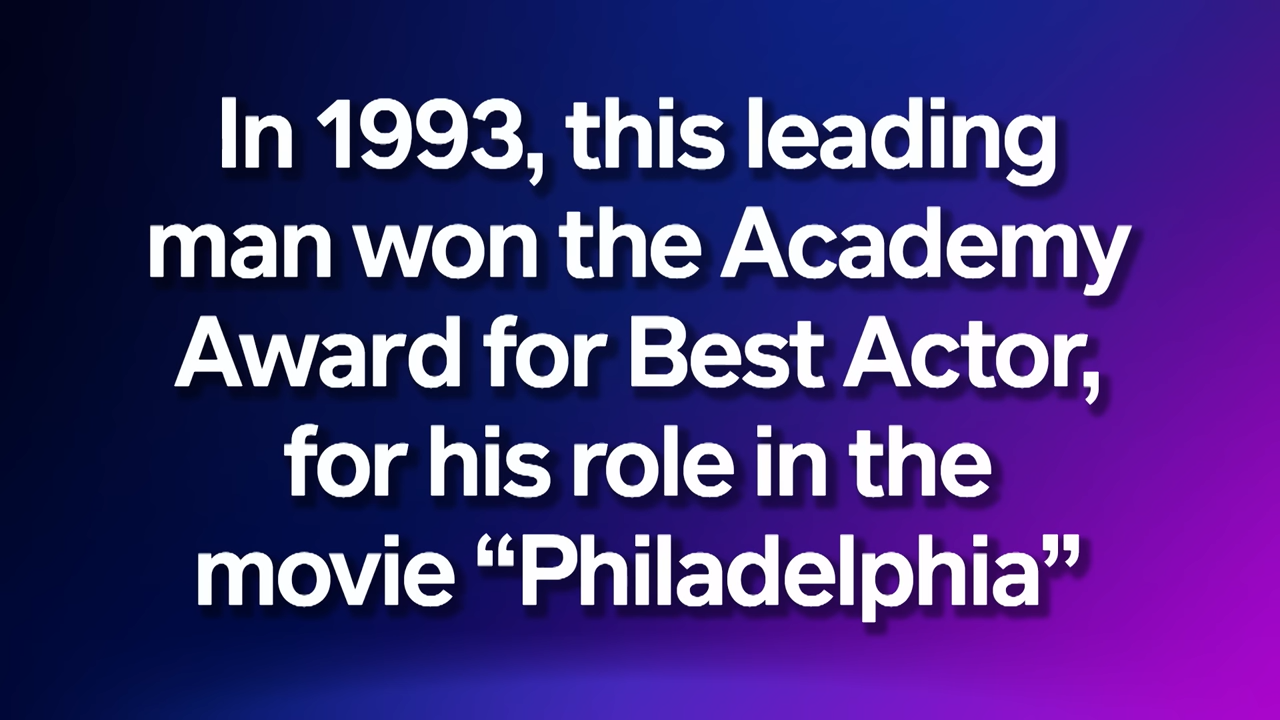 In 1993, this leading
man won the Academy
Award for Best Actor,
for his role in the
movie “Philadelphia”